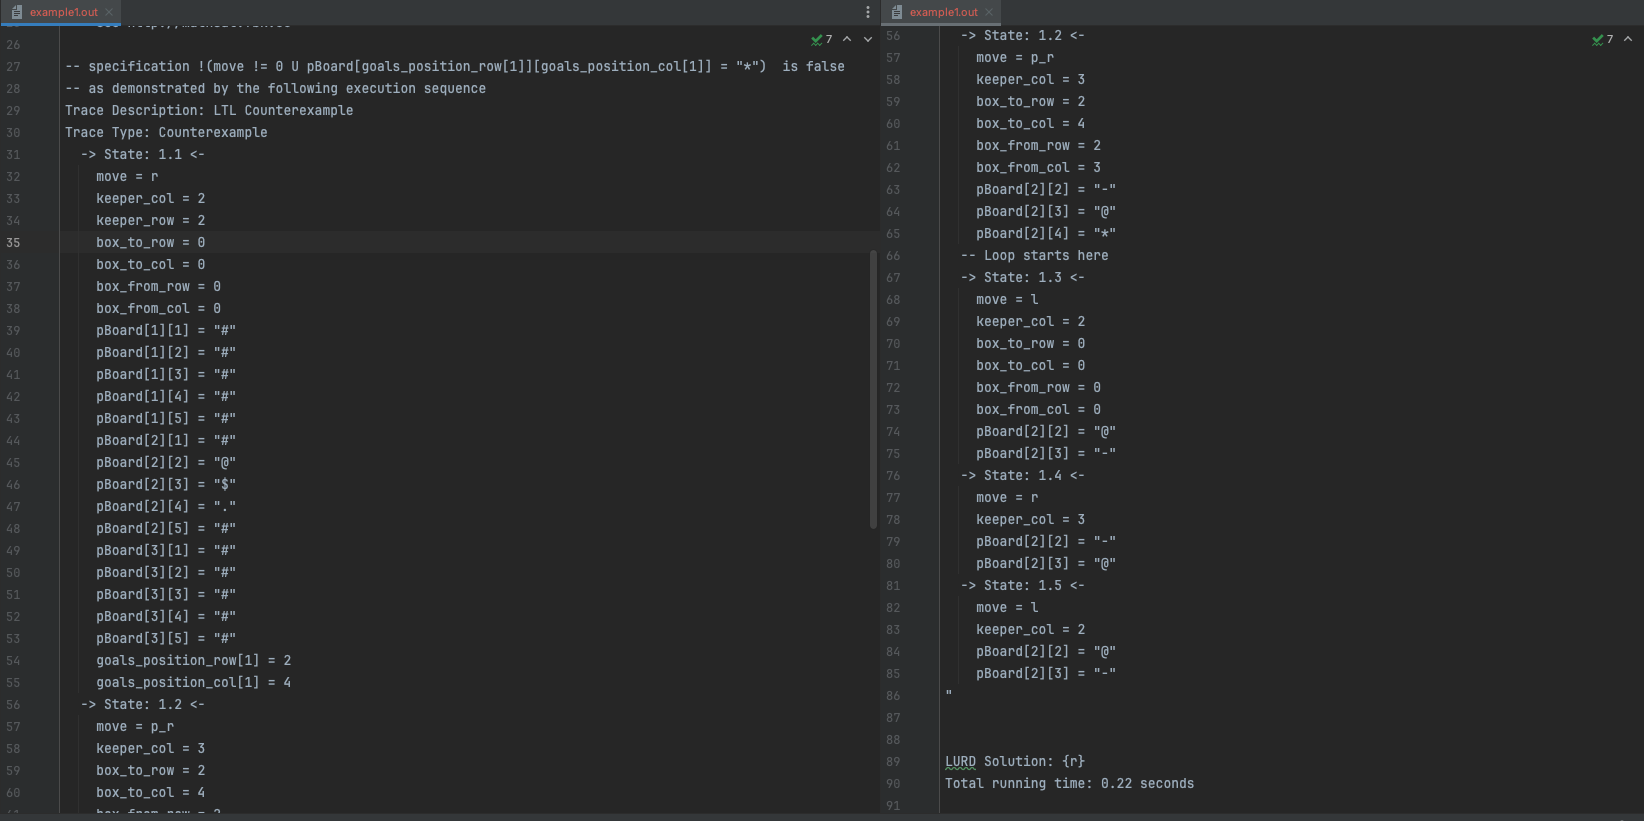 example1.out
26
7
27 -- specification !(move != 0 U pBoard[goals_position_row[1]][goals_position_col[1]] = "*")  is false
28 -- as demonstrated by the following execution sequence
29 Trace Description: LTL Counterexample
30 Trace Type: Counterexample
31   -> State: 1.1 <-
32     move = r
33     keeper_col = 2
34     keeper_row = 2
35     box_to_row = 0
36     box_to_col = 0
37     box_from_row = 0
38     box_from_col = 0
39     pBoard[1][1] = "#"
40     pBoard[1][2] = "#"
41     pBoard[1][3] = "#"
42     pBoard[1][4] = "#"
43     pBoard[1][5] = "#"
44     pBoard[2][1] = "#"
45     pBoard[2][2] = "@"
46     pBoard[2][3] = "$"
47     pBoard[2][4] = "."
48     pBoard[2][5] = "#"
49     pBoard[3][1] = "#"
50     pBoard[3][2] = "#"
51     pBoard[3][3] = "#"
52     pBoard[3][4] = "#"
53     pBoard[3][5] = "#"
54     goals_position_row[1] = 2
55     goals_position_col[1] = 4
56   -> State: 1.2 <-
57     move = p_r
58     keeper_col = 3
59     box_to_row = 2
60     box_to_col = 4
example1.out
56   -> State: 1.2 <-
7
57     move = p_r
58     keeper_col = 3
59     box_to_row = 2
60     box_to_col = 4
61     box_from_row = 2
62     box_from_col = 3
63     pBoard[2][2] = "-"
64     pBoard[2][3] = "@"
65     pBoard[2][4] = "*"
66   -- Loop starts here
67   -> State: 1.3 <-
68     move = l
69     keeper_col = 2
70     box_to_row = 0
71     box_to_col = 0
72     box_from_row = 0
73     box_from_col = 0
74     pBoard[2][2] = "@"
75     pBoard[2][3] = "-"
76   -> State: 1.4 <-
77     move = r
78     keeper_col = 3
79     pBoard[2][2] = "-"
80     pBoard[2][3] = "@"
81   -> State: 1.5 <-
82     move = l
83     keeper_col = 2
84     pBoard[2][2] = "@"
85     pBoard[2][3] = "-"
86 "
87
88
89 LURD Solution: {r}
90 Total running time: 0.22 seconds
91